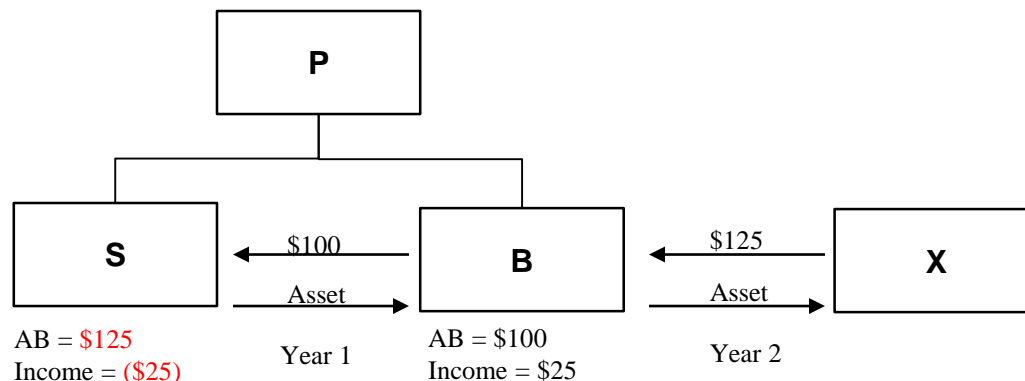 P
S
$100
B
$125
X
Asset
Asset
AB = $125
Income = ($25)
Year 1
AB = $100
Income = $25
Year 2